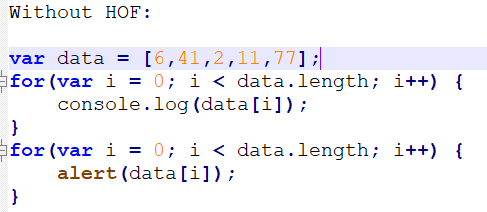 Without HOF:
var data = [6,41,2,11,77];
for(var i = 0; i < data.length; i++) {
    console.log(data[i]);
}
for(var i = 0; i < data.length; i++) {
    alert(data[i]);
}